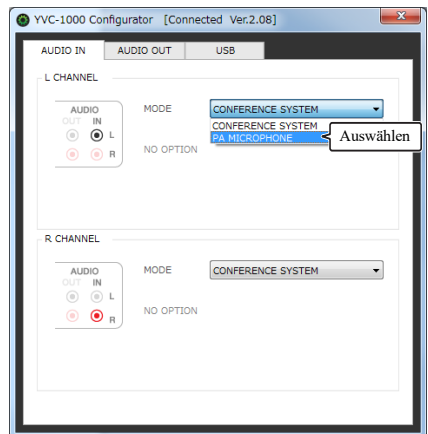 YVC-1000 Configurator [Connected Ver.2.08]
AUDIO IN AUDIO OUT USB
L CHANNEL
AUDIO
OUT IN
L
R
MODE
CONFERENCE SYSTEM
CONFERENCE SYSTEM
PA MICROPHONE
Auswählen
NO OPTION
R CHANNEL
AUDIO
OUT IN
L
R
MODE
CONFERENCE SYSTEM
NO OPTION